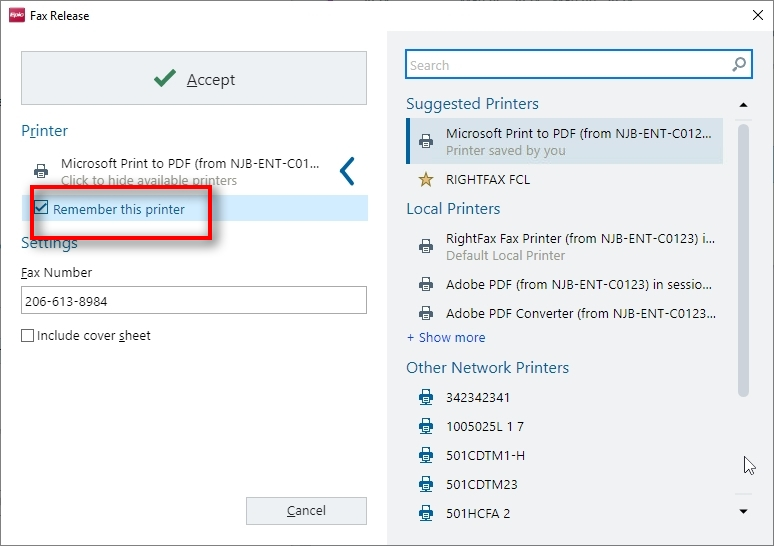 Epic Fax Release
Accept
Printer
Microsoft Print to PDF (from NJB-ENT-C01...
Click to hide available printers
Remember this printer
Settings
Fax Number
206-613-8984
Include cover sheet
Cancel
Search
Suggested Printers
Microsoft Print to PDF (from NJB-ENT-C012...
Printer saved by you
RIGHTFAX FCL
Local Printers
RightFax Fax Printer (from NJB-ENT-C0123) i...
Default Local Printer
Adobe PDF (from NJB-ENT-C0123) in sessio...
Adobe PDF Converter (from NJB-ENT-C0123...
+ Show more
Other Network Printers
342342341
1005025L 1 7
501CDTM1-H
501CDTM23
501HCFA 2